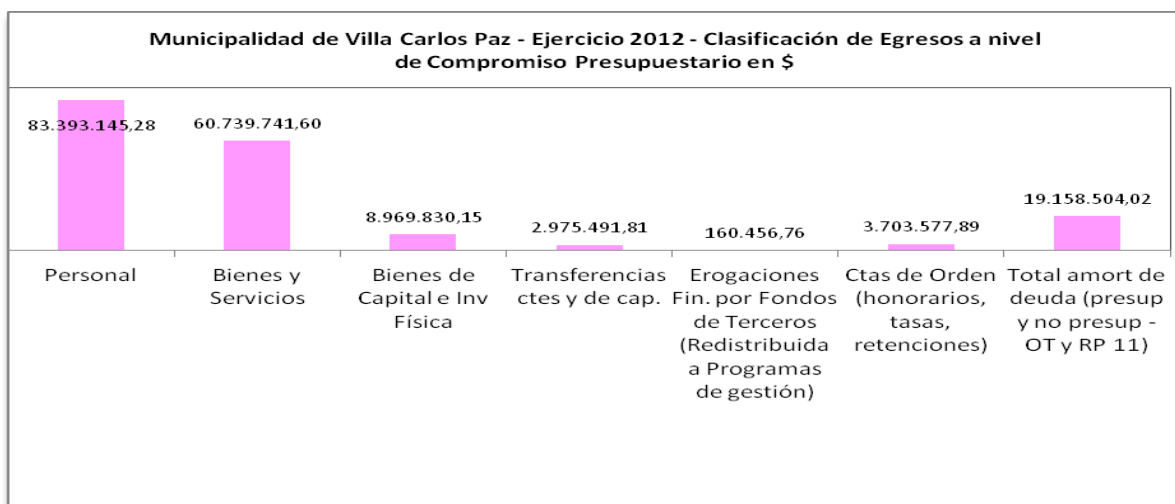 Municipalidad de Villa Carlos Paz - Ejercicio 2012 - Clasificación de Egresos a nivel
de Compromiso Presupuestario en $
83.393.145,28
60.739.741,60
8.969.830,15
2.975.491,81
160.456,76
3.703.577,89
19.158.504,02
Personal
Bienes y
Servicios
Bienes de
Capital e Inv
Física
Transferencias
ctes y de cap.
Erogaciones
Fin. por Fondos
de Terceros
(Redistribuida
a Programas
de gestión)
Ctas de Orden
(honorarios,
tasas,
retenciones)
Total amort de
deuda (presup
y no presup -
OT y RP 11)